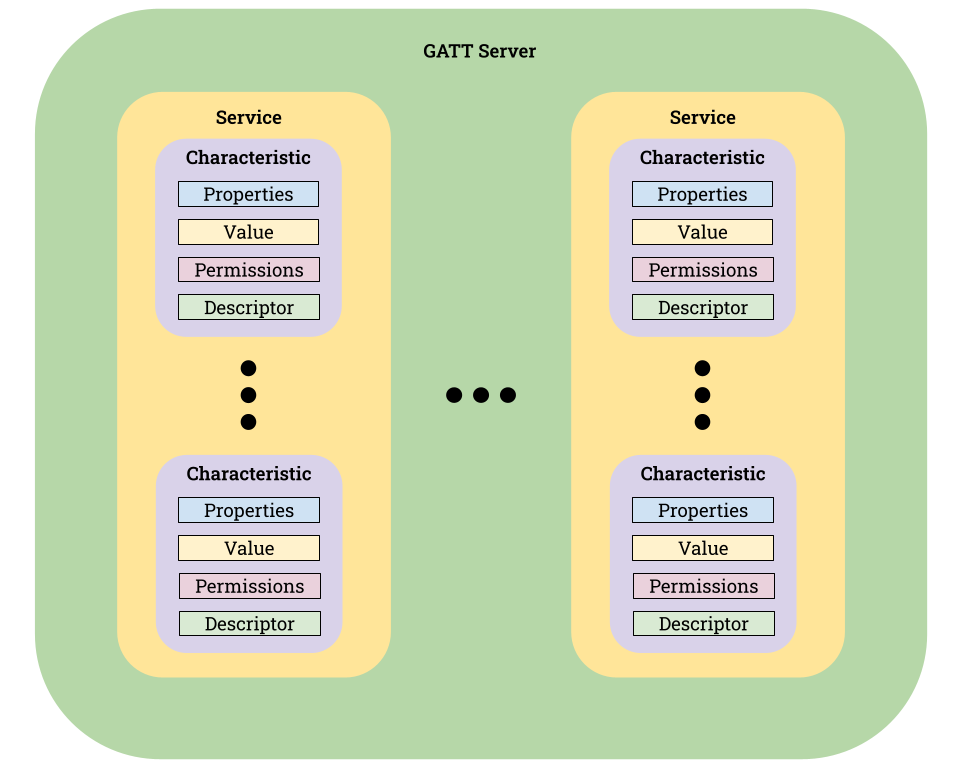 GATT Server
Service
Characteristic
Properties
Value
Permissions
Descriptor
Characteristic
Properties
Value
Permissions
Descriptor
Service
Characteristic
Properties
Value
Permissions
Descriptor
Characteristic
Properties
Value
Permissions
Descriptor